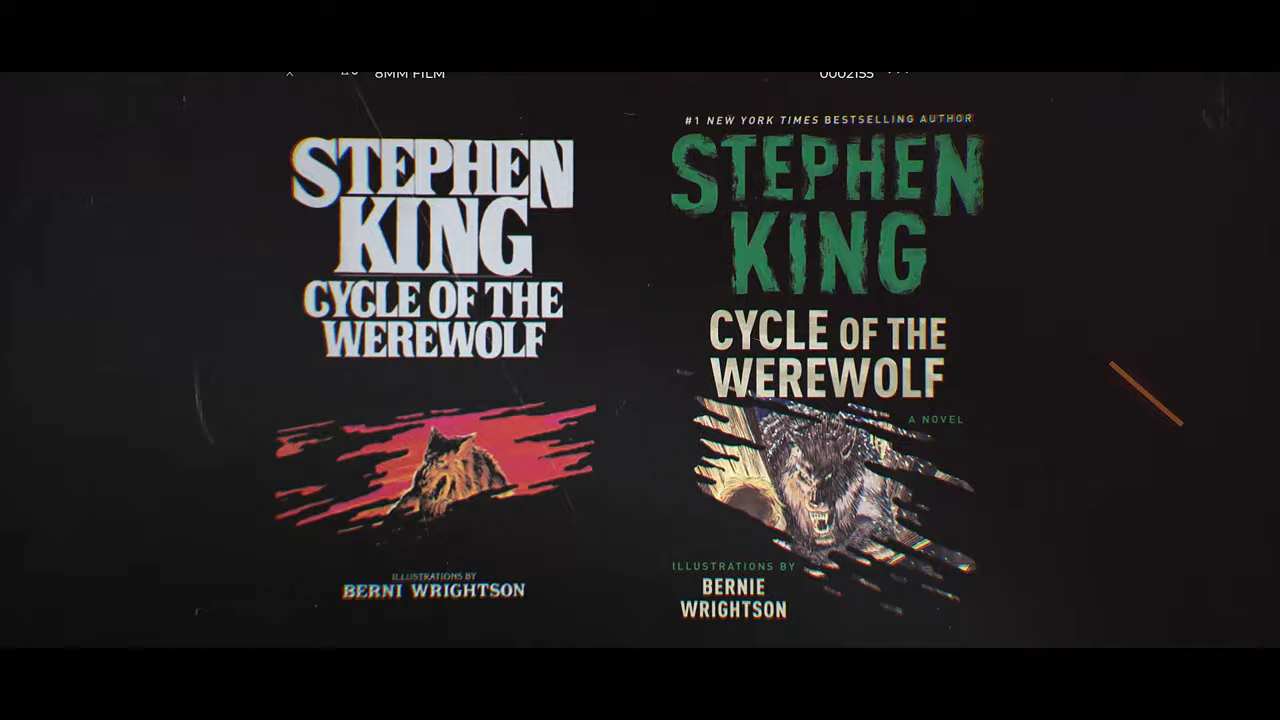 8MM FILM
0002155
STEPHEN
KING
CYCLE OF THE
WEREWOLF
ILLUSTRATIONS BY
BERNI WRIGHTSON
#1 NEW YORK TIMES BESTSELLING AUTHOR
STEPHEN
KING
CYCLE OF THE
WEREWOLF
A NOVEL
ILLUSTRATIONS BY
BERNIE
WRIGHTSON